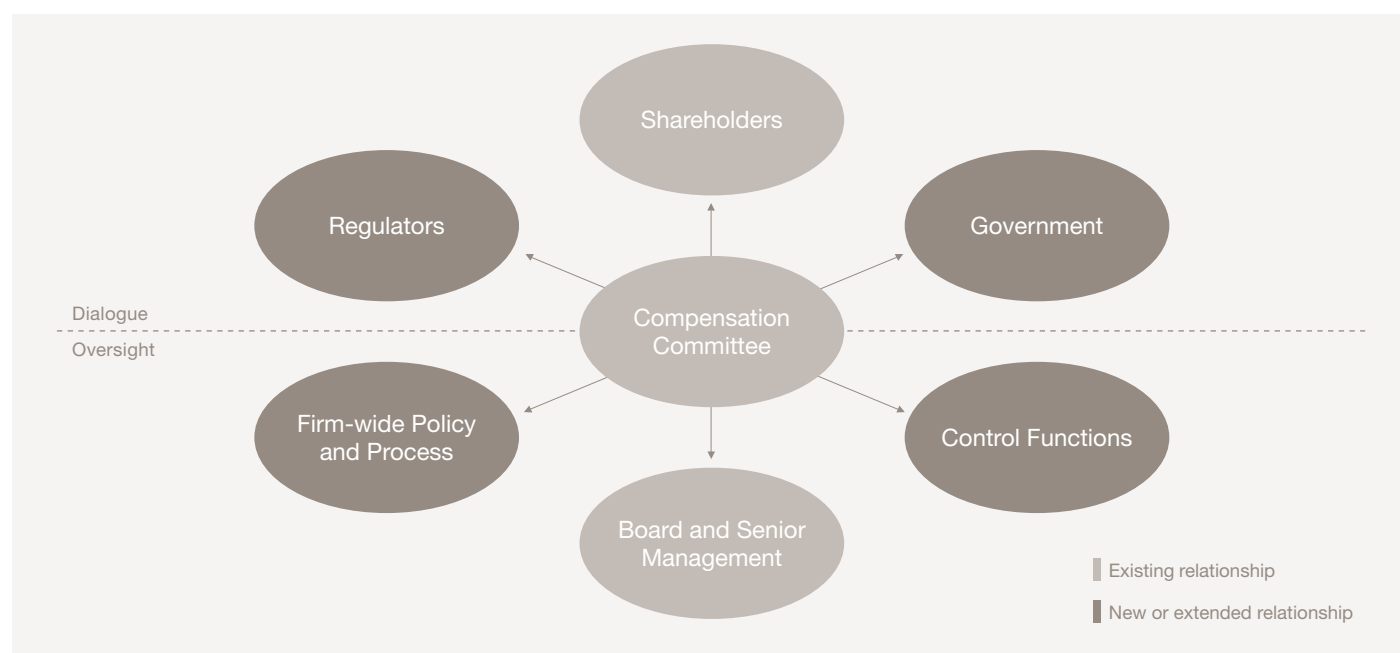 Shareholders
Regulators
Government
Dialogue
Compensation
Committee
Oversight
Firm-wide Policy
and Process
Control Functions
Board and Senior
Management
Existing relationship
New or extended relationship